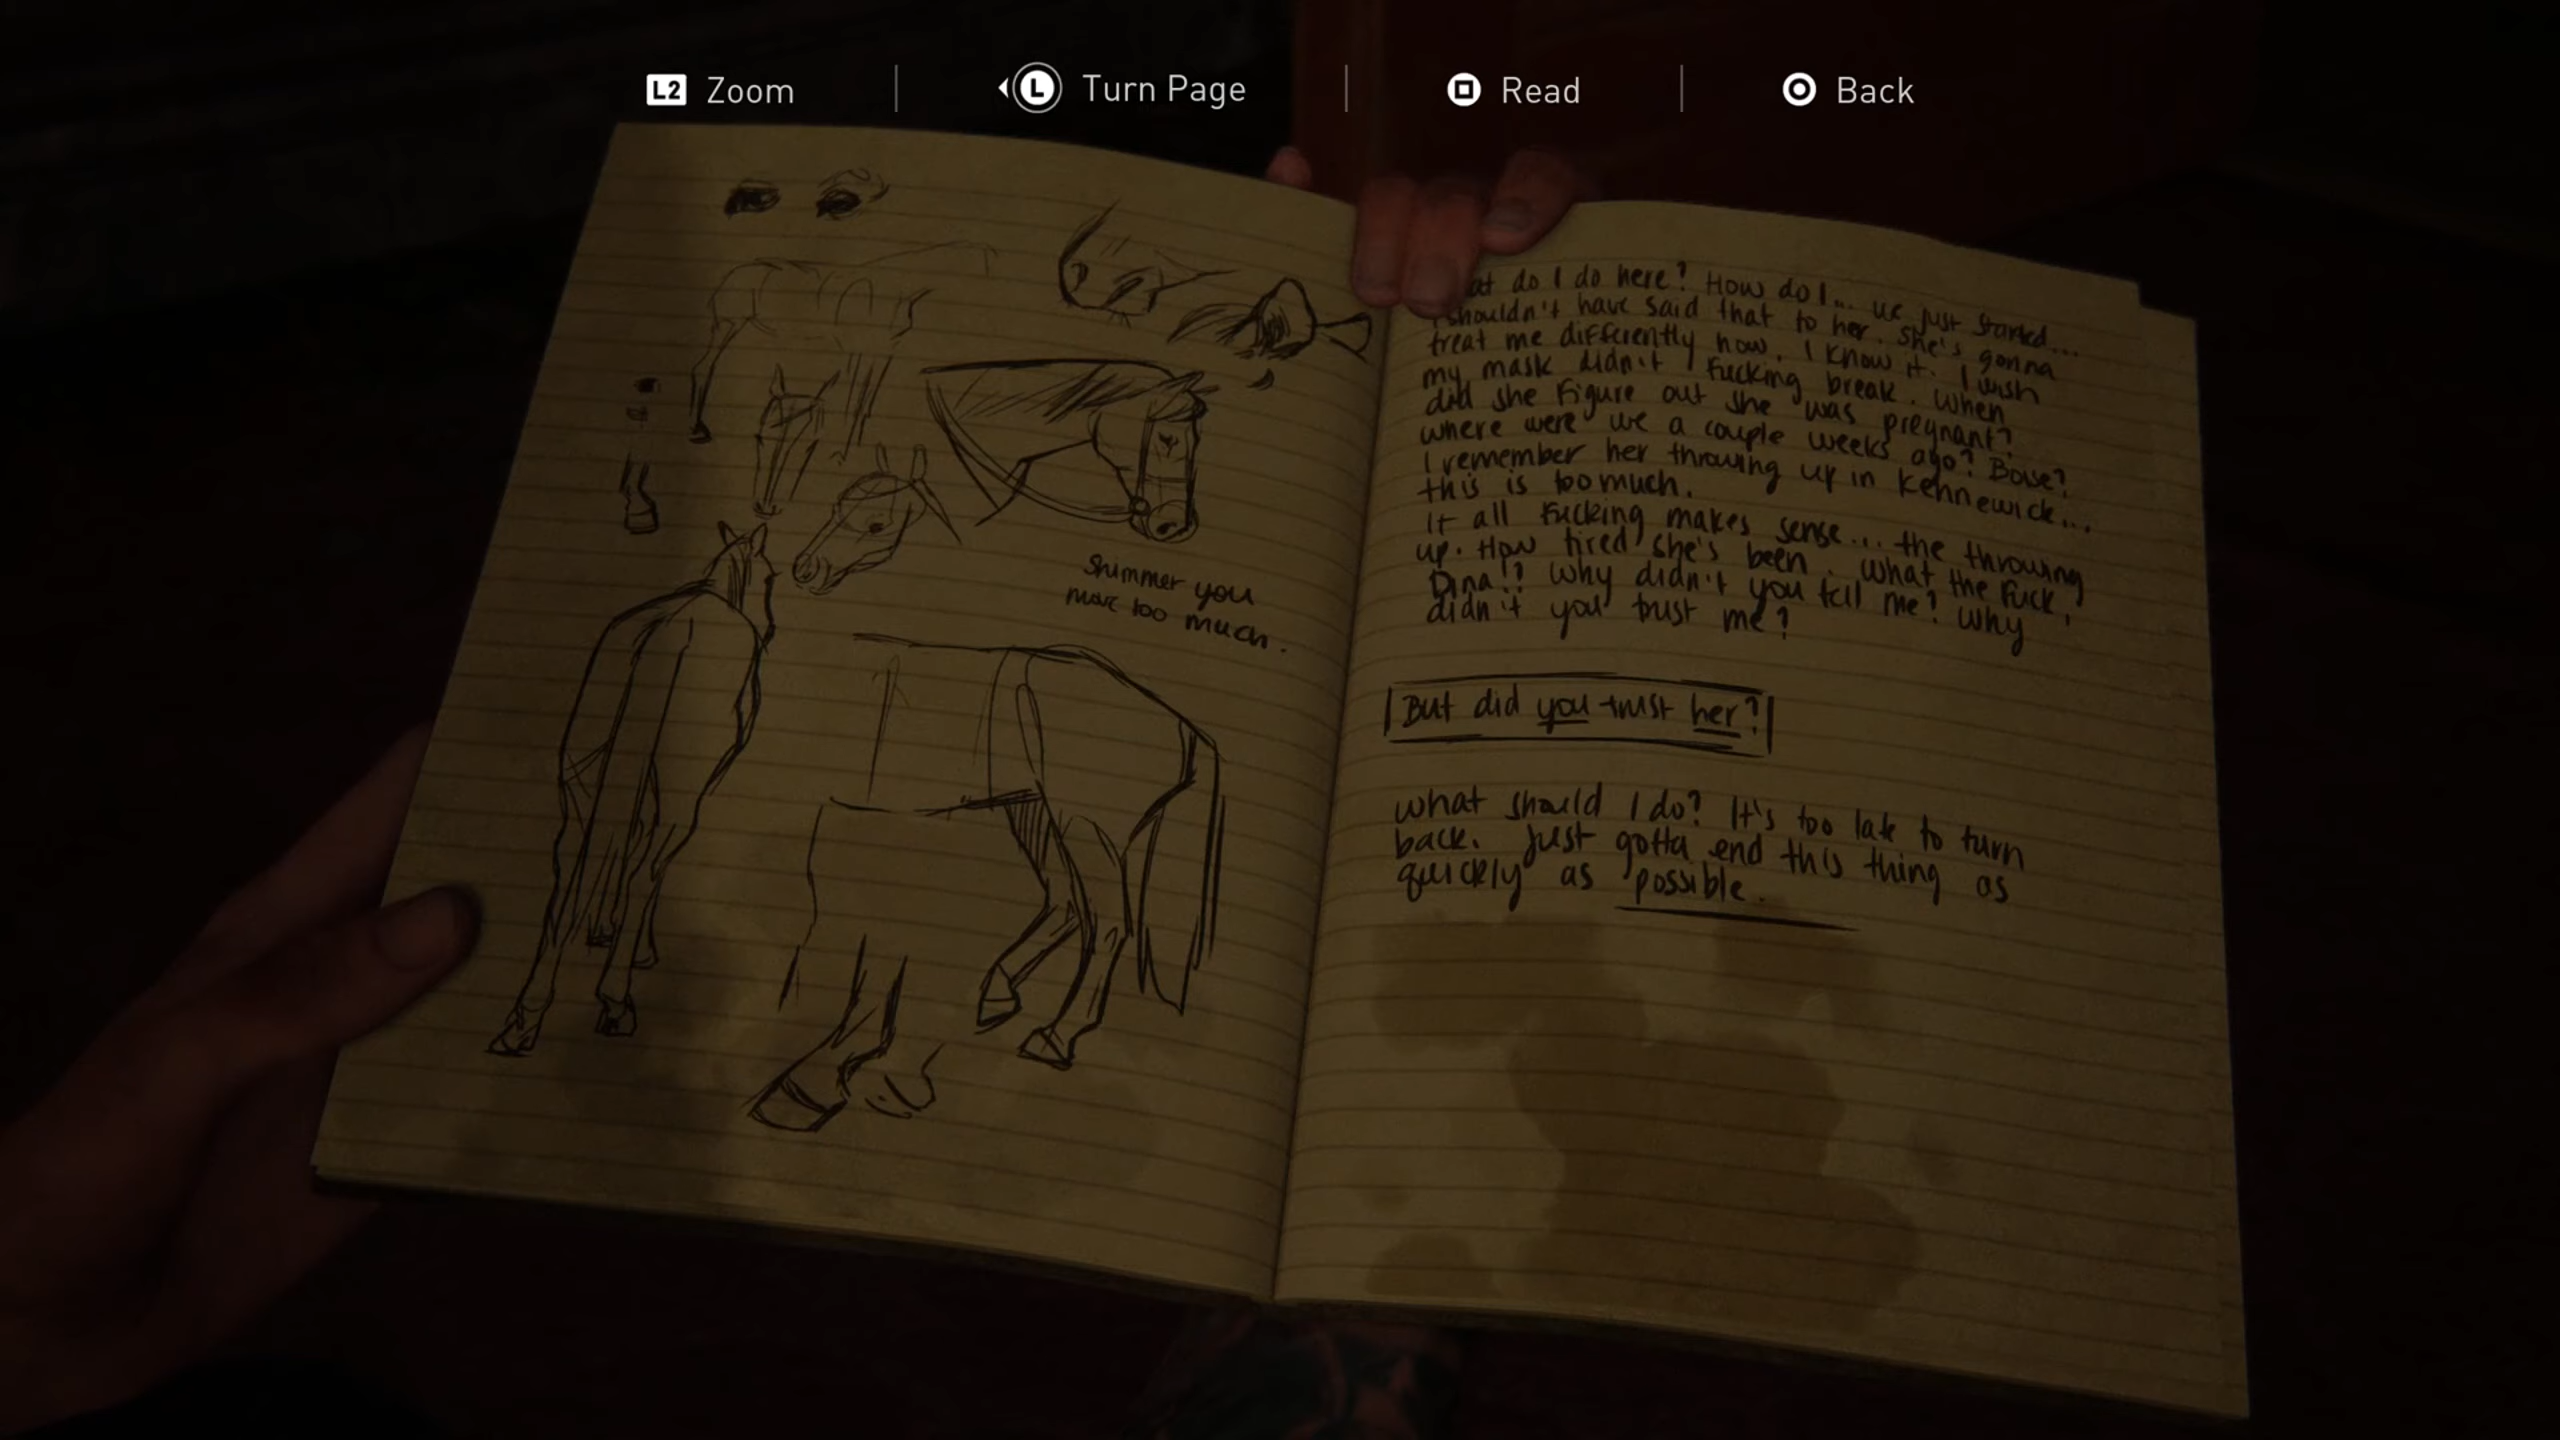 L2 Zoom
L Turn Page
Read
Back
Shimmer you
move too much.
at do I do here? How do I... we just started...
I shouldn't have said that to her. She's gonna
treat me differently now. I know it. I wish
my mask didn't fucking break. When
did she figure out she was pregnant?
where were we a couple weeks ago? Boise?
I remember her throwing up in Kennewick...
this is too much.
It all fucking makes sense... the throwing
up. How tired she's been. What the fuck,
Dina!? Why didn't you tell me? Why
didn't you trust me?
But did you trust her?
What should I do? It's too late to turn
back. Just gotta end this thing as
quickly as possible.